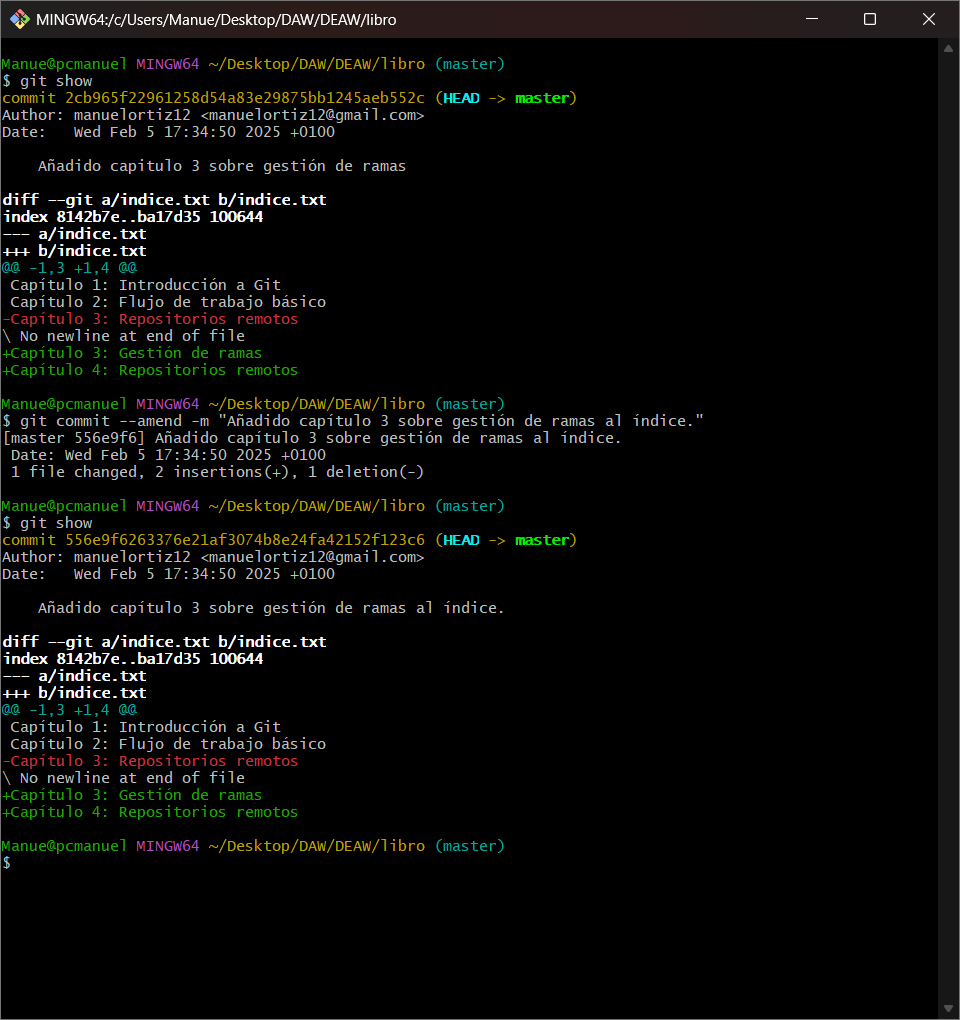 MINGW64:/c/Users/Manue/Desktop/DAW/DEAW/libro
Manue@pcmanuel MINGW64 ~/Desktop/DAW/DEAW/libro (master)
$ git show
commit 2cb965f22961258d54a83e29875bb1245aeb552c (HEAD -> master)
Author: manuelortiz12 <manuelortiz12@gmail.com>
Date:   Wed Feb 5 17:34:50 2025 +0100
    Añadido capitulo 3 sobre gestión de ramas
diff --git a/indice.txt b/indice.txt
index 8142b7e..ba17d35 100644
--- a/indice.txt
+++ b/indice.txt
@@ -1,3 +1,4 @@
 Capítulo 1: Introducción a Git
 Capítulo 2: Flujo de trabajo básico
-Capítulo 3: Repositorios remotos
\ No newline at end of file
+Capítulo 3: Gestión de ramas
+Capítulo 4: Repositorios remotos
Manue@pcmanuel MINGW64 ~/Desktop/DAW/DEAW/libro (master)
$ git commit --amend -m "Añadido capítulo 3 sobre gestión de ramas al índice."
[master 556e9f6] Añadido capítulo 3 sobre gestión de ramas al índice.
 Date: Wed Feb 5 17:34:50 2025 +0100
 1 file changed, 2 insertions(+), 1 deletion(-)
Manue@pcmanuel MINGW64 ~/Desktop/DAW/DEAW/libro (master)
$ git show
commit 556e9f6263376e21af3074b8e24fa42152f123c6 (HEAD -> master)
Author: manuelortiz12 <manuelortiz12@gmail.com>
Date:   Wed Feb 5 17:34:50 2025 +0100
    Añadido capítulo 3 sobre gestión de ramas al índice.
diff --git a/indice.txt b/indice.txt
index 8142b7e..ba17d35 100644
--- a/indice.txt
+++ b/indice.txt
@@ -1,3 +1,4 @@
 Capítulo 1: Introducción a Git
 Capítulo 2: Flujo de trabajo básico
-Capítulo 3: Repositorios remotos
\ No newline at end of file
+Capítulo 3: Gestión de ramas
+Capítulo 4: Repositorios remotos
Manue@pcmanuel MINGW64 ~/Desktop/DAW/DEAW/libro (master)
$